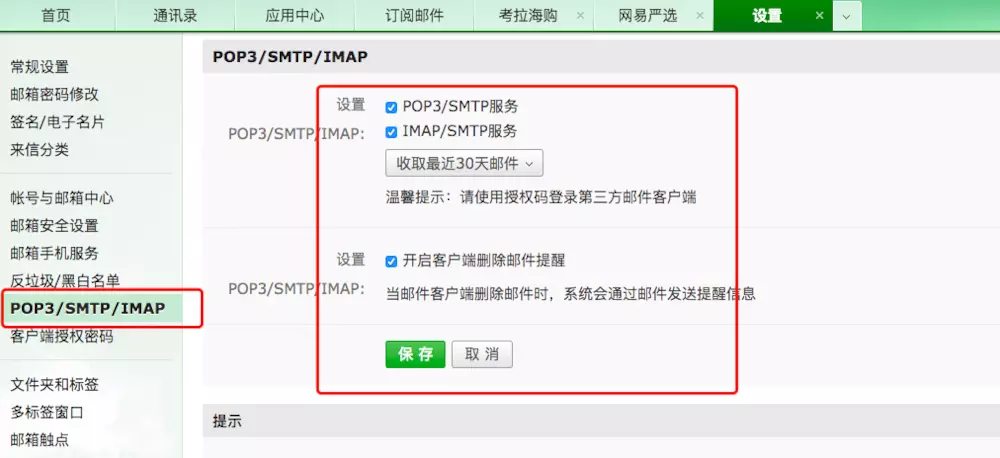 首页 通讯录 应用中心 订阅邮件 考拉海购 × 网易严选 × 设置 ×
常规设置
邮箱密码修改
签名/电子名片
来信分类
帐号与邮箱中心
邮箱安全设置
邮箱手机服务
反垃圾/黑白名单
POP3/SMTP/IMAP
客户端授权密码
文件夹和标签
多标签窗口
邮箱触点
POP3/SMTP/IMAP
设置
POP3/SMTP/IMAP:
POP3/SMTP服务
IMAP/SMTP服务
收取最近30天邮件
温馨提示：请使用授权码登录第三方邮件客户端
设置
POP3/SMTP/IMAP:
开启客户端删除邮件提醒
当邮件客户端删除邮件时，系统会通过邮件发送提醒信息
保存 取消
提示